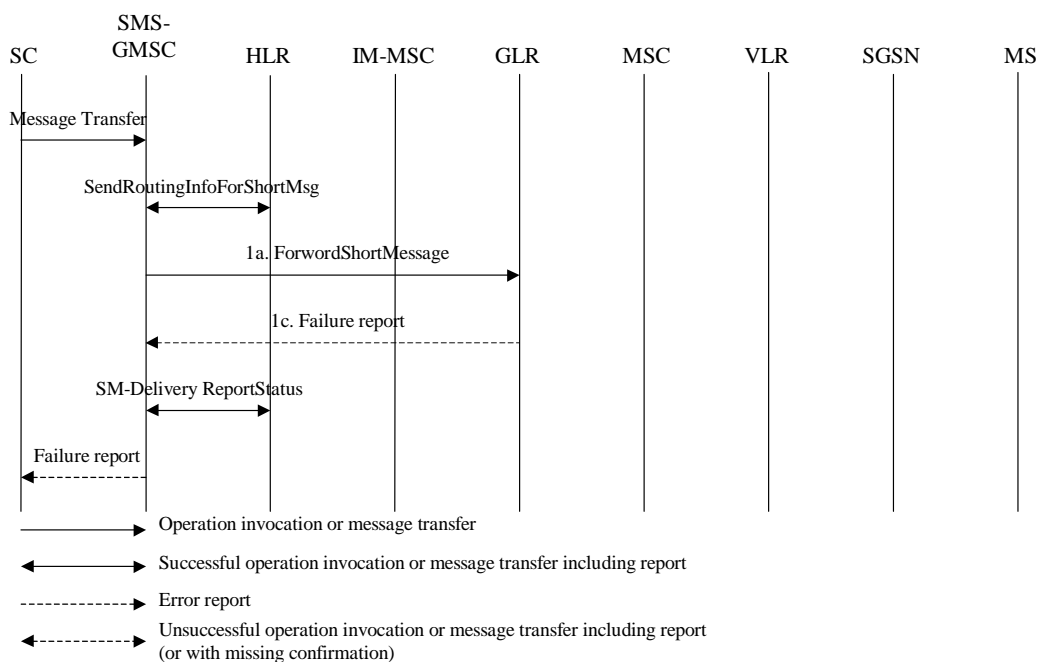 SMS-
GMSC
SC HLR IM-MSC GLR MSC VLR SGSN MS
Message Transfer
SendRoutingInfoForShortMsg
1a. ForwordShortMessage
1c. Failure report
SM-Delivery ReportStatus
Failure report
Operation invocation or message transfer
Successful operation invocation or message transfer including report
Error report
Unsuccessful operation invocation or message transfer including report
(or with missing confirmation)